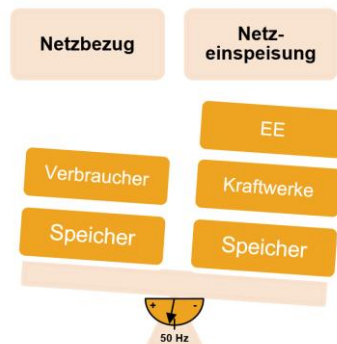 Netzbezug
Netz-
einspeisung
EE
Verbraucher
Kraftwerke
Speicher
Speicher
+ -
50 Hz